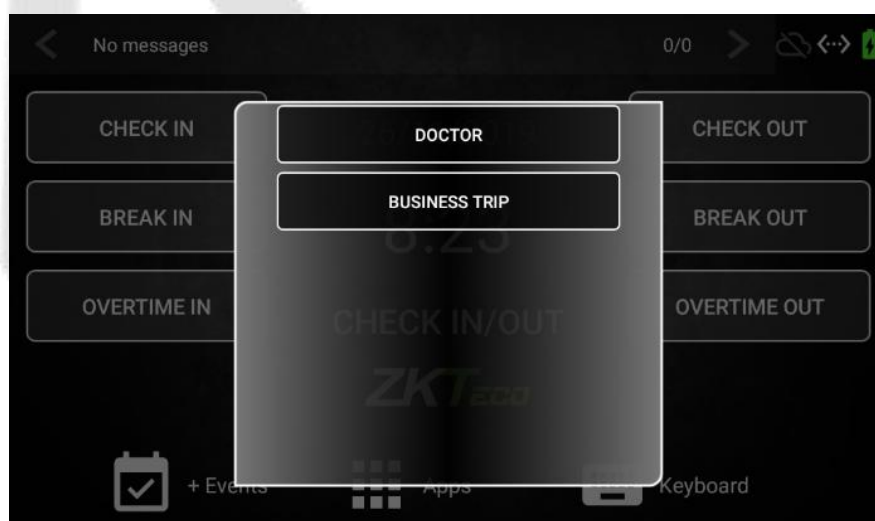 No messages 0/0
CHECK IN
CHECK OUT
DOCTOR
BUSINESS TRIP
BREAK IN
BREAK OUT
OVERTIME IN
OVERTIME OUT
CHECK IN/OUT
ZKTeco
+ Events
Apps
Keyboard